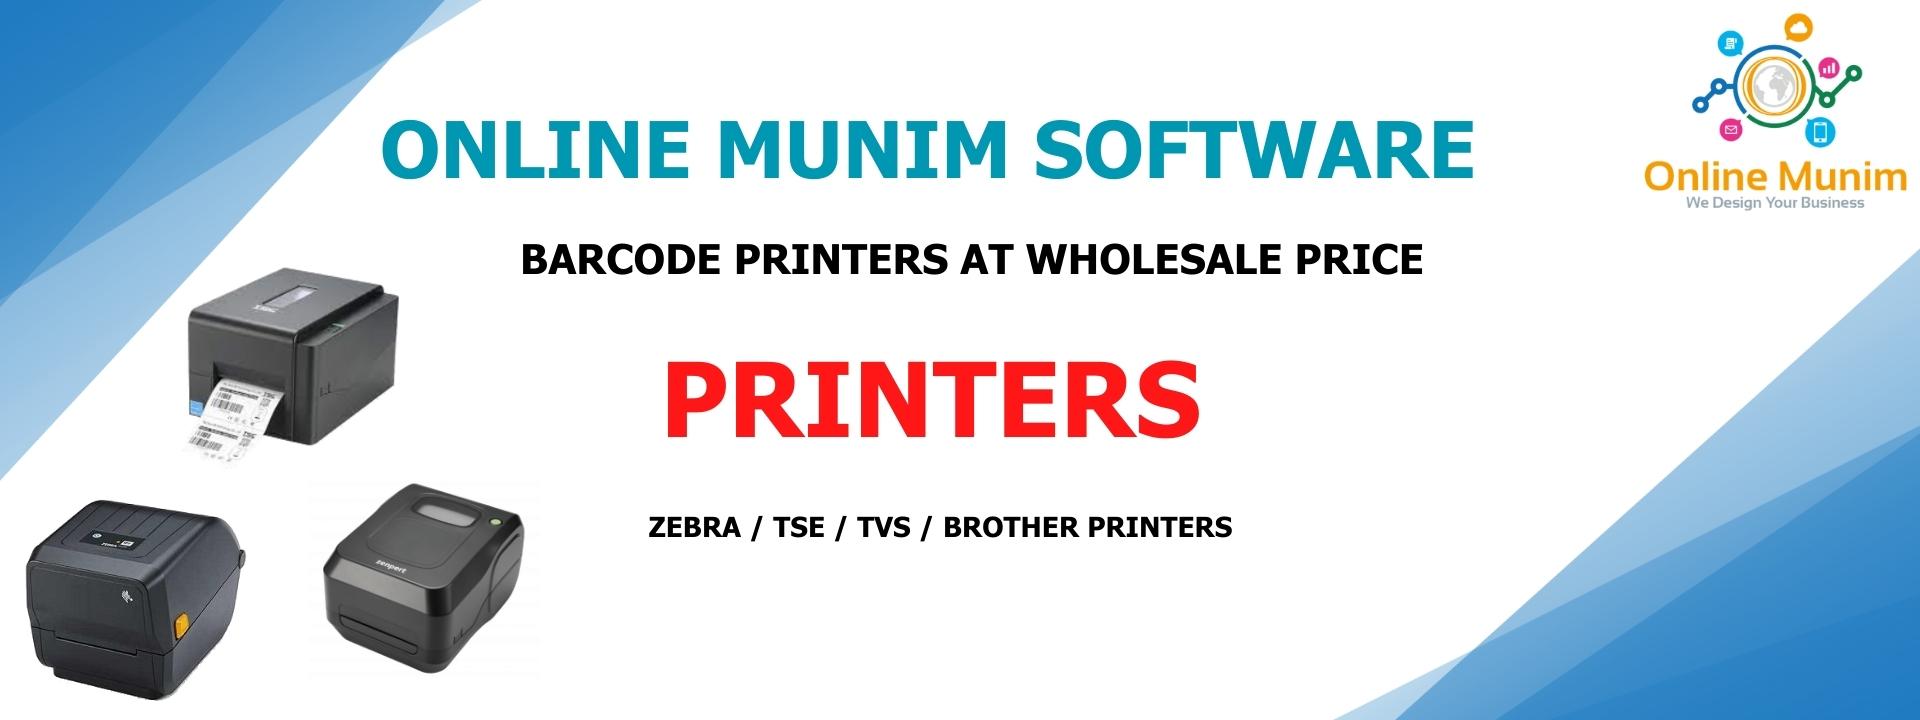 ONLINE MUNIM SOFTWARE
Online Munim
We Design Your Business
BARCODE PRINTERS AT WHOLESALE PRICE
PRINTERS
ZEBRA / TSE / TVS / BROTHER PRINTERS
zenpert